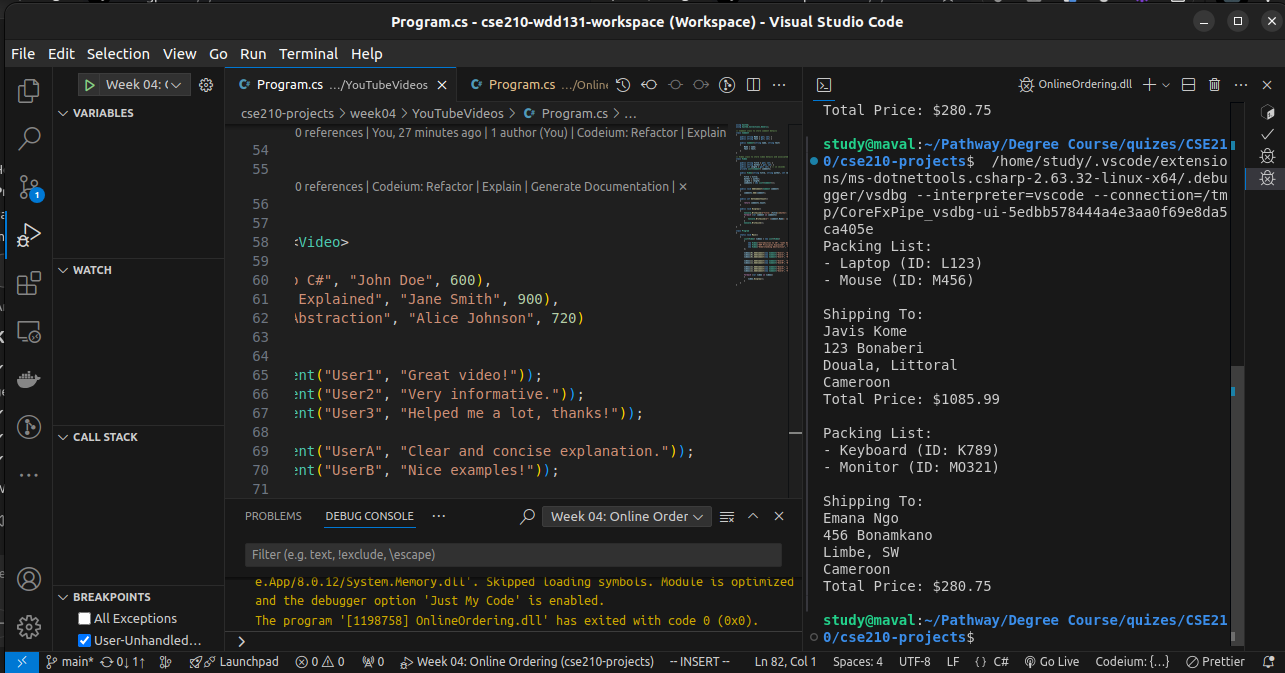 Program.cs - cse210-wdd131-workspace (Workspace) - Visual Studio Code
File Edit Selection View Go Run Terminal Help
Week 04: (
Program.cs .../YouTubeVideos
Program.cs .../Online
OnlineOrdering.dll
VARIABLES
WATCH
CALL STACK
BREAKPOINTS
All Exceptions
User-Unhandled...
1
cse210-projects > week04 > YouTubeVideos > Program.cs > ...
0 references | You, 27 minutes ago | 1 author (You) | Codeium: Refactor | Explain
54
55
0 references | Codeium: Refactor | Explain | Generate Documentation | ×
56
57
58 <Video>
59
60 o C#", "John Doe", 600),
61 Explained", "Jane Smith", 900),
62 Abstraction", "Alice Johnson", 720)
63
64
65 ent("User1", "Great video!"));
66 ent("User2", "Very informative."));
67 ent("User3", "Helped me a lot, thanks!"));
68
69 ent("UserA", "Clear and concise explanation."));
70 ent("UserB", "Nice examples!"));
71
PROBLEMS DEBUG CONSOLE ...
Week 04: Online Order
Filter (e.g. text, !exclude, \escape)
e.App/8.0.12/System.Memory.dll'. Skipped loading symbols. Module is optimized
and the debugger option 'Just My Code' is enabled.
The program '[1198758] OnlineOrdering.dll' has exited with code 0 (0x0).
>
Total Price: $280.75
study@maval:~/Pathway/Degree Course/quizes/CSE21
0/cse210-projects$ /home/study/.vscode/extensio
ns/ms-dotnettools.csharp-2.63.32-linux-x64/.debu
gger/vsdbg --interpreter=vscode --connection=/tm
p/CoreFxPipe_vsdbg-ui-5edbb578444a4e3aa0f69e8da5
ca405e
Packing List:
- Laptop (ID: L123)
- Mouse (ID: M456)
Shipping To:
Javis Kome
123 Bonaberi
Douala, Littoral
Cameroon
Total Price: $1085.99
Packing List:
- Keyboard (ID: K789)
- Monitor (ID: MO321)
Shipping To:
Emana Ngo
456 Bonamkano
Limbe, SW
Cameroon
Total Price: $280.75
study@maval:~/Pathway/Degree Course/quizes/CSE21
0/cse210-projects$
main* 0↓ 1↑ Launchpad 0 0 0 Week 04: Online Ordering (cse210-projects) -- INSERT -- Ln 82, Col 1 Spaces: 4 UTF-8 LF {} C# Go Live Codeium: {...} Prettier